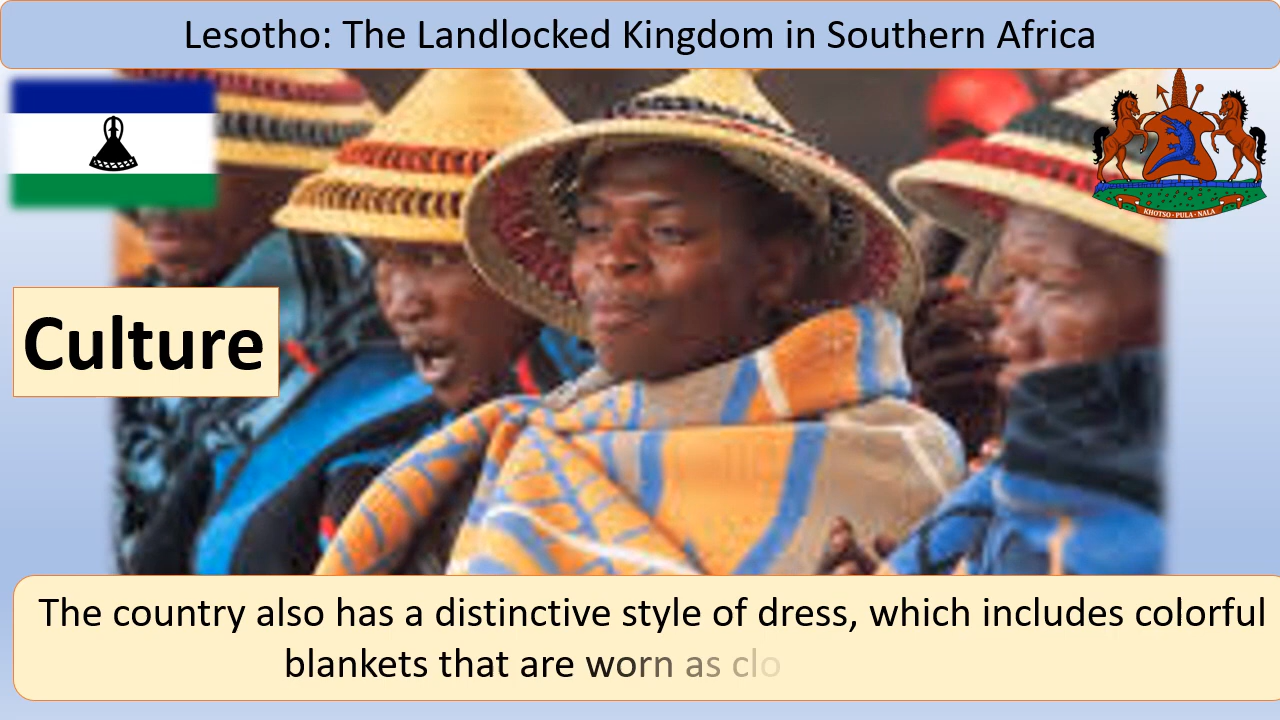 Lesotho: The Landlocked Kingdom in Southern Africa
KHOTSO · PULA · NALA
Culture
The country also has a distinctive style of dress, which includes colorful
blankets that are worn as clo